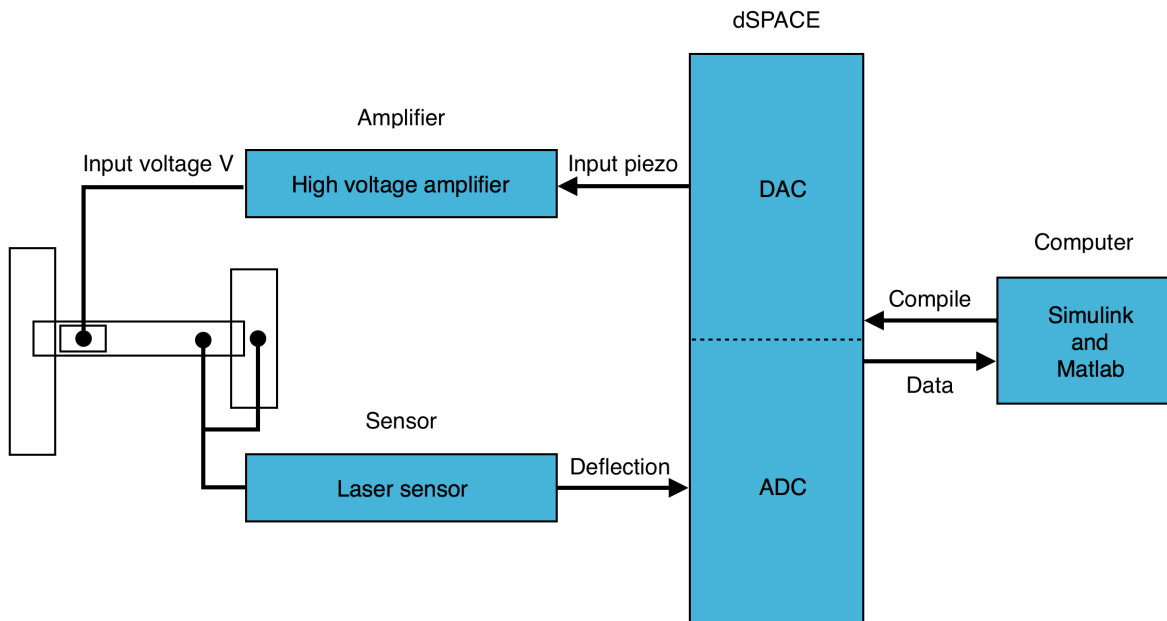 dSPACE
Amplifier
Input voltage V
High voltage amplifier
Input piezo
DAC
Computer
Compile
Simulink
and
Matlab
Data
Sensor
Laser sensor
Deflection
ADC